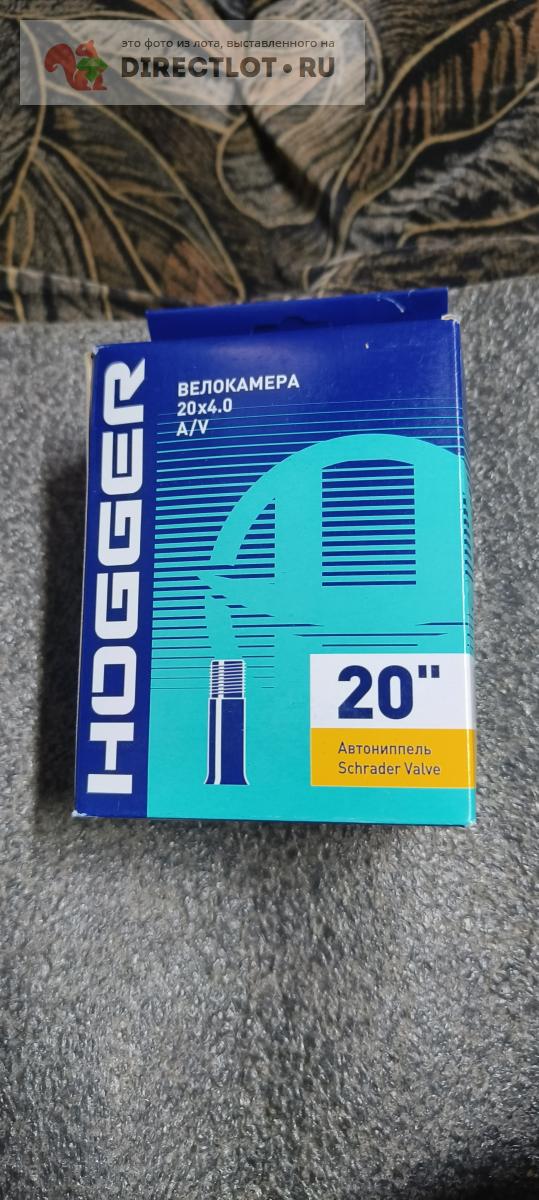 это фото из лота, выставленного на
DIRECTLOT.RU
HOGGER
ВЕЛОКАМЕРА
20x4.0
A/V
20"
Автониппель
Schrader Valve